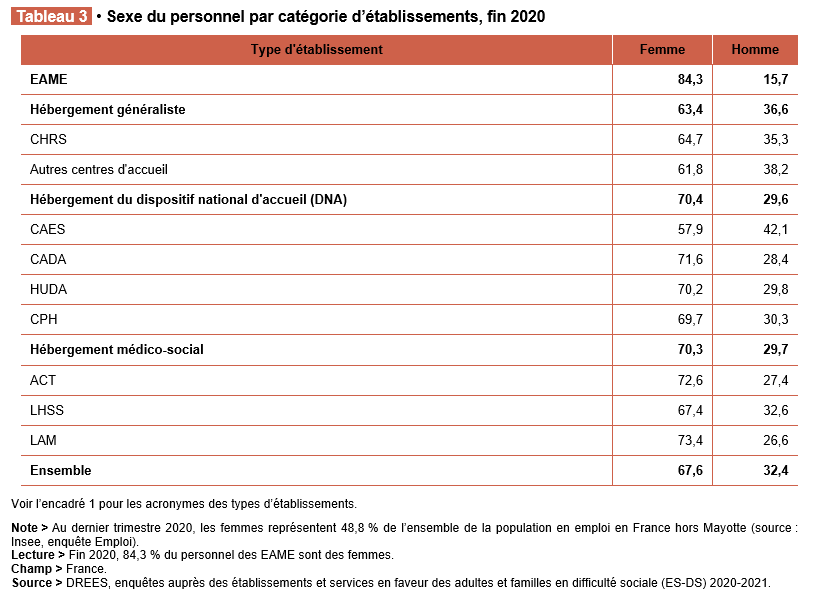 Tableau 3 • Sexe du personnel par catégorie d'établissements, fin 2020
Type d'établissement Femme Homme
EAME 84,3 15,7
Hébergement généraliste 63,4 36,6
CHRS 64,7 35,3
Autres centres d'accueil 61,8 38,2
Hébergement du dispositif national d'accueil (DNA) 70,4 29,6
CAES 57,9 42,1
CADA 71,6 28,4
HUDA 70,2 29,8
CPH 69,7 30,3
Hébergement médico-social 70,3 29,7
ACT 72,6 27,4
LHSS 67,4 32,6
LAM 73,4 26,6
Ensemble 67,6 32,4
Voir l'encadré 1 pour les acronymes des types d'établissements.
Note > Au dernier trimestre 2020, les femmes représentent 48,8 % de l'ensemble de la population en emploi en France hors Mayotte (source :
Insee, enquête Emploi).
Lecture > Fin 2020, 84,3 % du personnel des EAME sont des femmes.
Champ > France.
Source > DREES, enquêtes auprès des établissements et services en faveur des adultes et familles en difficulté sociale (ES-DS) 2020-2021.